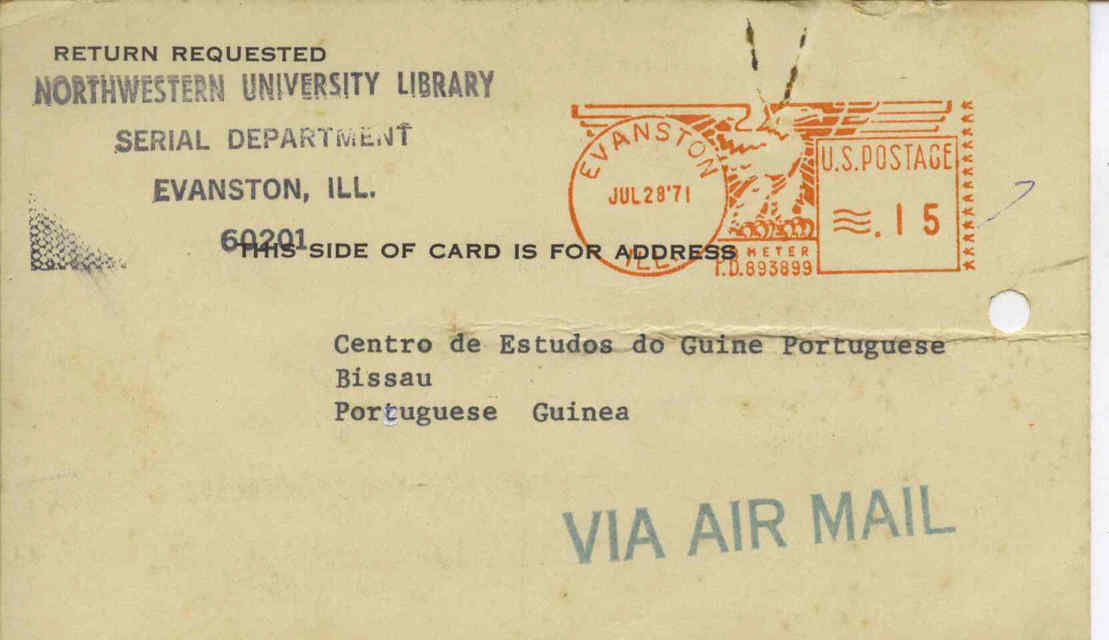 RETURN REQUESTED
NORTHWESTERN UNIVERSITY LIBRARY
SERIAL DEPARTMENT
EVANSTON, ILL.
60201
THIS SIDE OF CARD IS FOR ADDRESS
EVANSTON
JUL 28 '71
ILL
U.S. POSTAGE
.15
METER
I.D. 893899
Centro de Estudos do Guine Portuguese
Bissau
Portuguese Guinea
VIA AIR MAIL